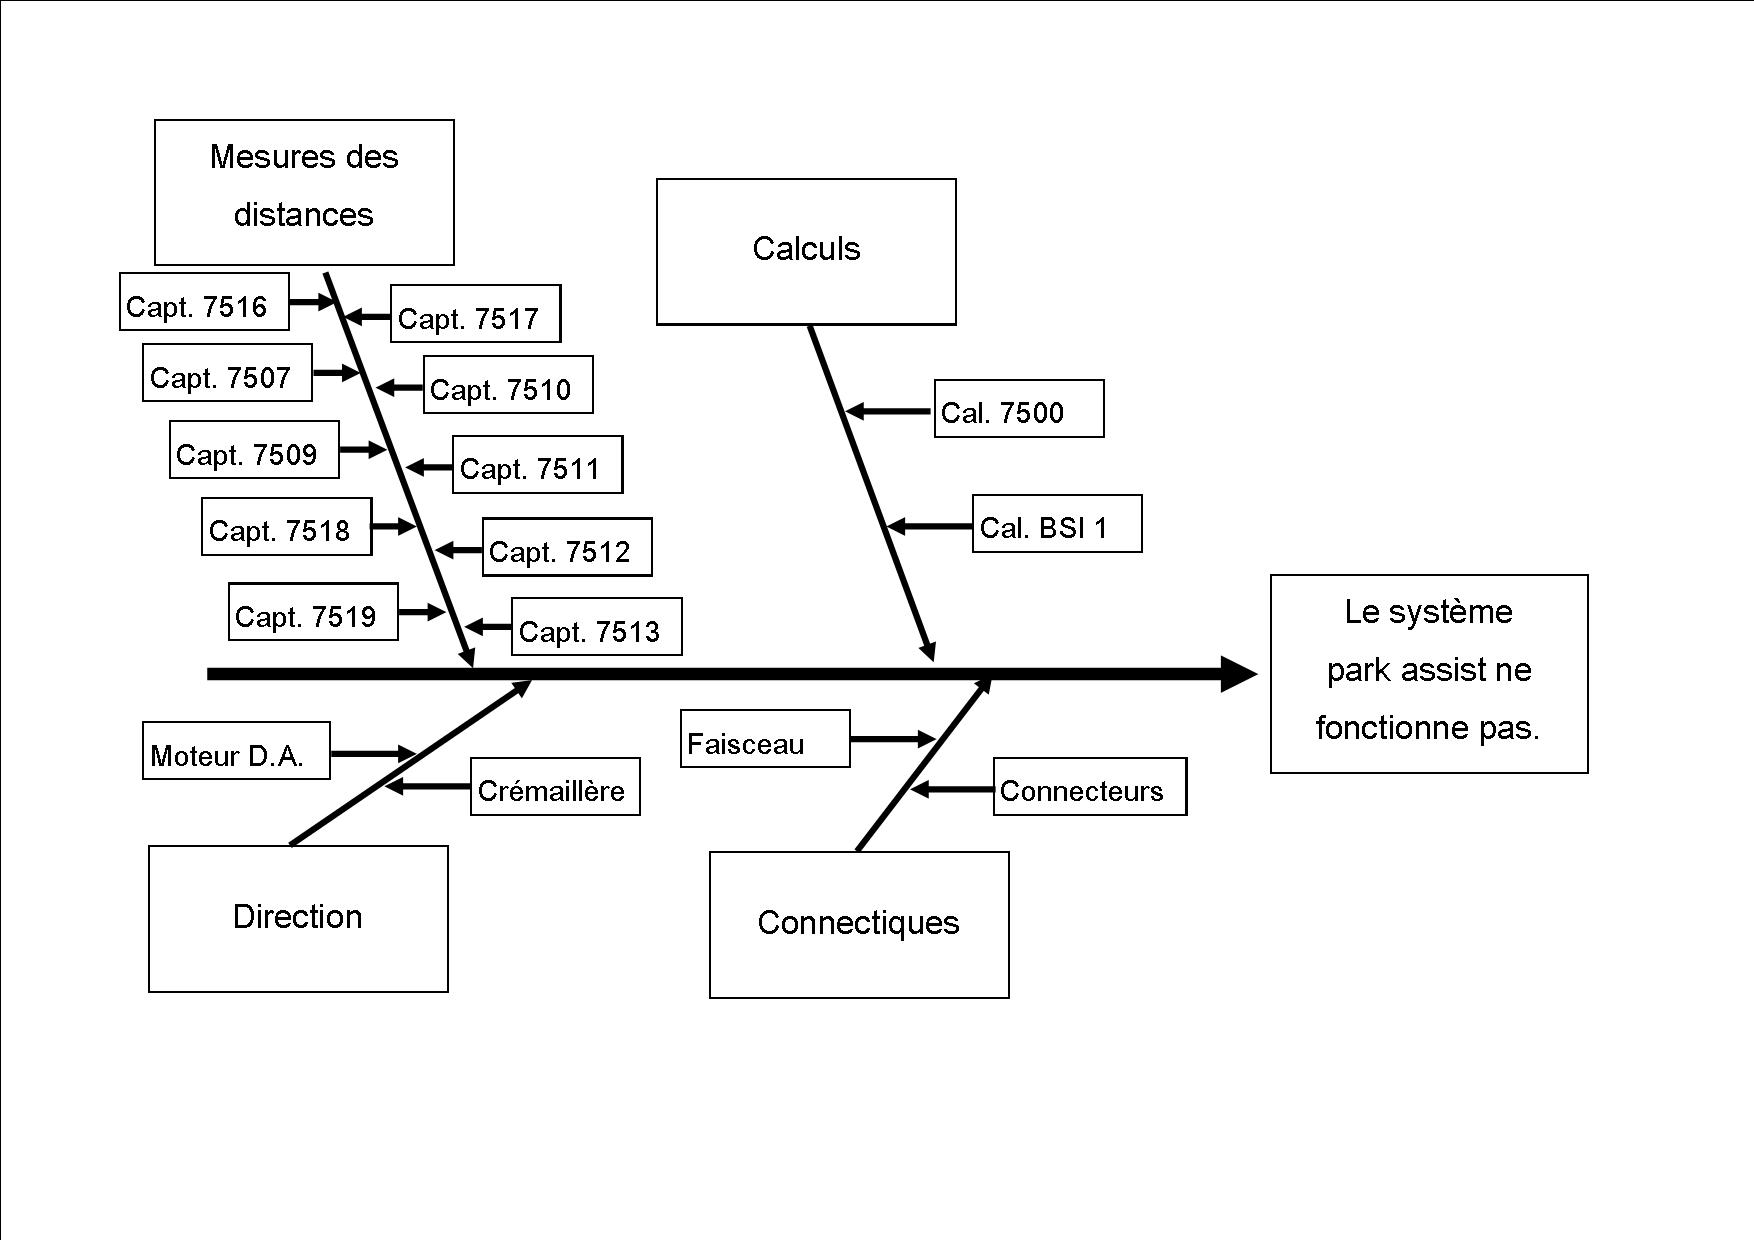 Mesures des
distances
Calculs
Capt. 7516
Capt. 7517
Capt. 7507
Capt. 7510
Capt. 7509
Capt. 7511
Capt. 7518
Capt. 7512
Capt. 7519
Capt. 7513
Cal. 7500
Cal. BSI 1
Le système
park assist ne
fonctionne pas.
Moteur D.A.
Crémaillère
Faisceau
Connecteurs
Direction
Connectiques